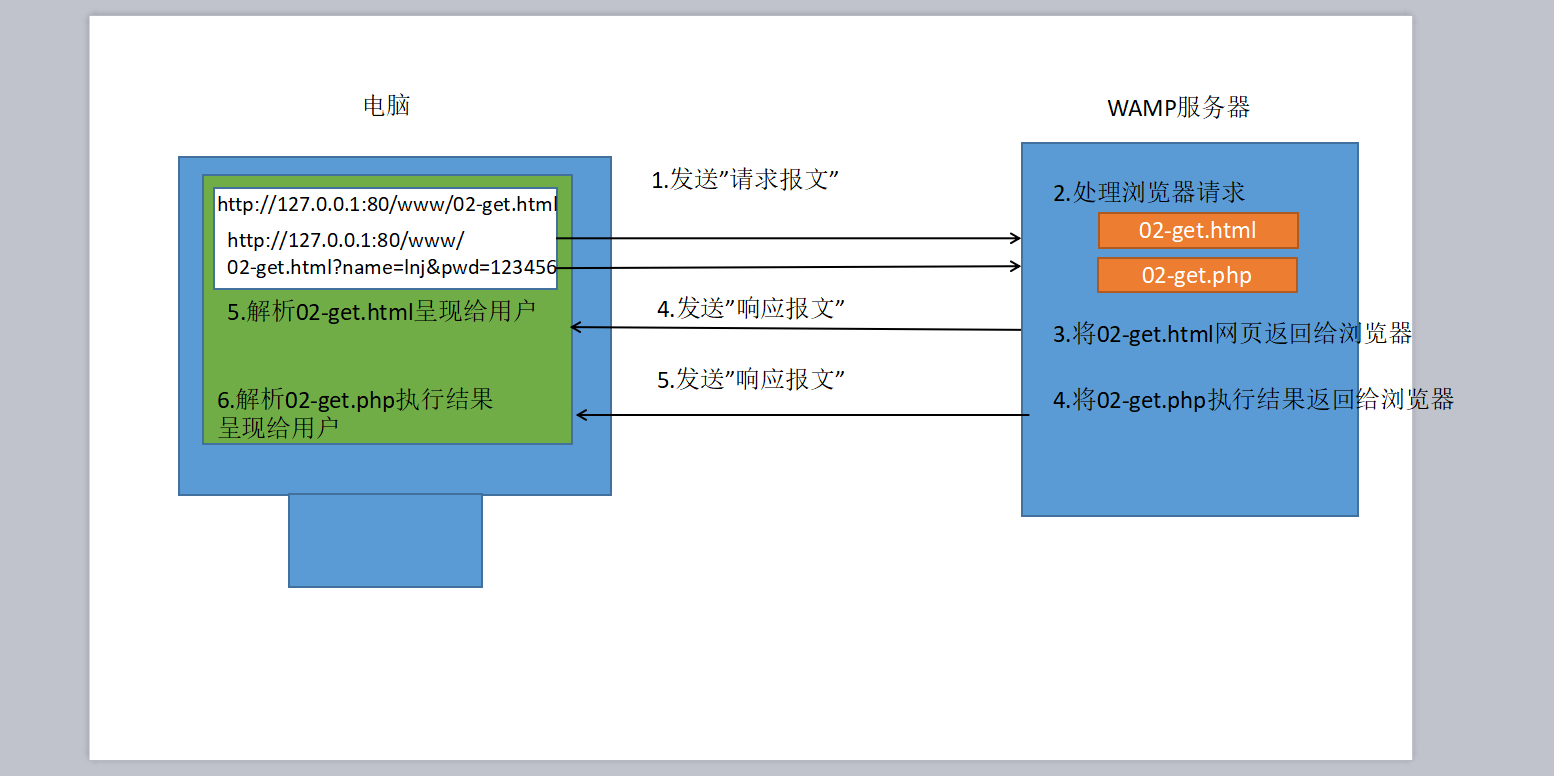 电脑
WAMP服务器
http://127.0.0.1:80/www/02-get.html
http://127.0.0.1:80/www/
02-get.html?name=lnj&pwd=123456
5.解析02-get.html呈现给用户
6.解析02-get.php执行结果
呈现给用户
1.发送”请求报文”
4.发送”响应报文”
5.发送”响应报文”
2.处理浏览器请求
02-get.html
02-get.php
3.将02-get.html网页返回给浏览器
4.将02-get.php执行结果返回给浏览器